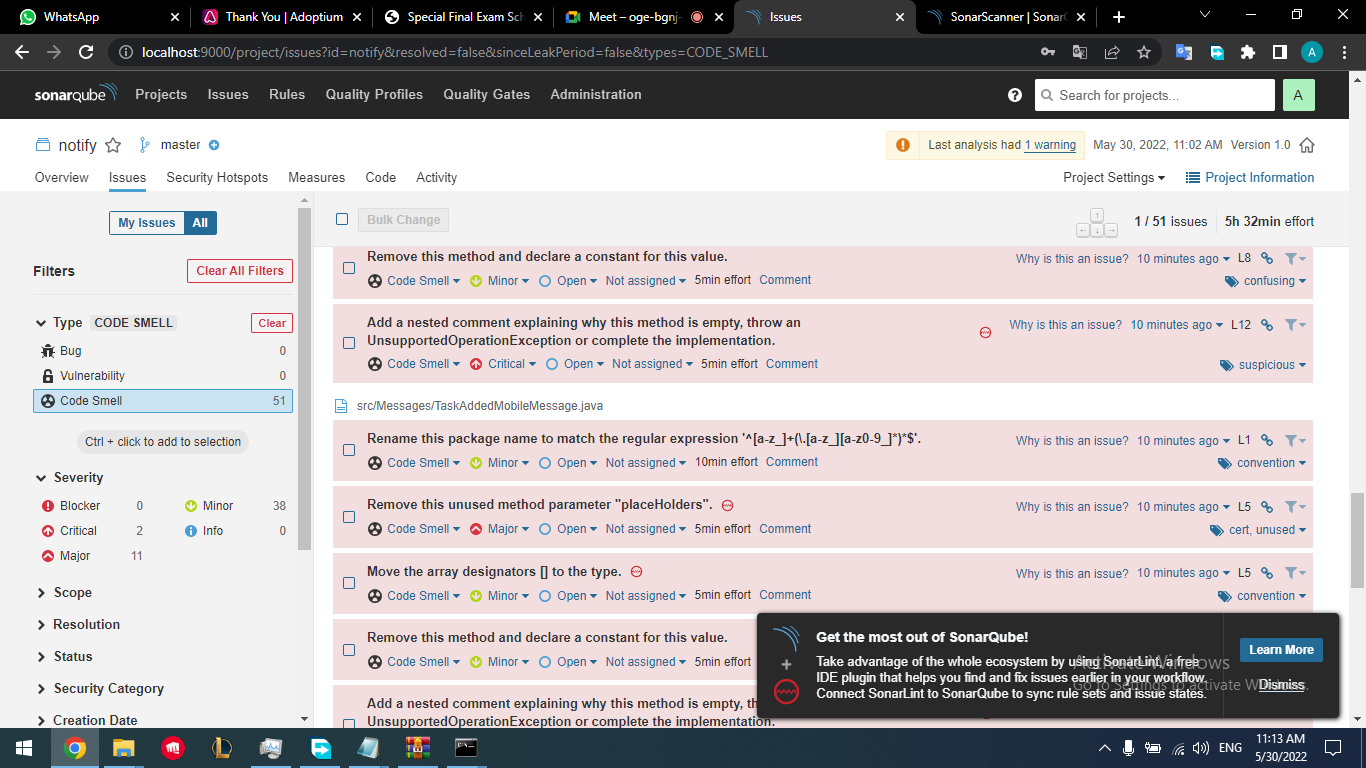 WhatsApp
Thank You | Adoptium
Special Final Exam Sch
Meet – oge-bgnj-
Issues
SonarScanner | Sonar
localhost:9000/project/issues?id=notify&resolved=false&sinceLeakPeriod=false&types=CODE_SMELL
A
sonarqube Projects Issues Rules Quality Profiles Quality Gates Administration
Search for projects...
A
notify master
Last analysis had 1 warning May 30, 2022, 11:02 AM Version 1.0
Overview Issues Security Hotspots Measures Code Activity
Project Settings Project Information
My Issues All
Bulk Change
1 / 51 issues 5h 32min effort
Filters Clear All Filters
Type CODE SMELL Clear
Bug 0
Vulnerability 0
Code Smell 51
Ctrl + click to add to selection
Severity
Blocker 0 Minor 38
Critical 2 Info 0
Major 11
Scope
Resolution
Status
Security Category
Creation Date
Remove this method and declare a constant for this value. Why is this an issue? 10 minutes ago L8
Code Smell Minor Open Not assigned 5min effort Comment confusing
Add a nested comment explaining why this method is empty, throw an
UnsupportedOperationException or complete the implementation. Why is this an issue? 10 minutes ago L12
Code Smell Critical Open Not assigned 5min effort Comment suspicious
src/Messages/TaskAddedMobileMessage.java
Rename this package name to match the regular expression '^[a-z_]+(\.[a-z_][a-z0-9_]*)*$'. Why is this an issue? 10 minutes ago L1
Code Smell Minor Open Not assigned 10min effort Comment convention
Remove this unused method parameter "placeHolders". Why is this an issue? 10 minutes ago L5
Code Smell Major Open Not assigned 5min effort Comment cert, unused
Move the array designators [] to the type. Why is this an issue? 10 minutes ago L5
Code Smell Minor Open Not assigned 5min effort Comment convention
Remove this method and declare a constant for this value.
Code Smell Minor Open Not assigned 5min effort
Add a nested comment explaining why this method is empty, th
UnsupportedOperationException or complete the implementation.
Get the most out of SonarQube!
Take advantage of the whole ecosystem by using SonarLint, a free
IDE plugin that helps you find and fix issues earlier in your workflow.
Connect SonarLint to SonarQube to sync rule sets and issue states.
Learn More
Dismiss
Activate Windows
Go to Settings to activate Windows.
ENG
11:13 AM
5/30/2022